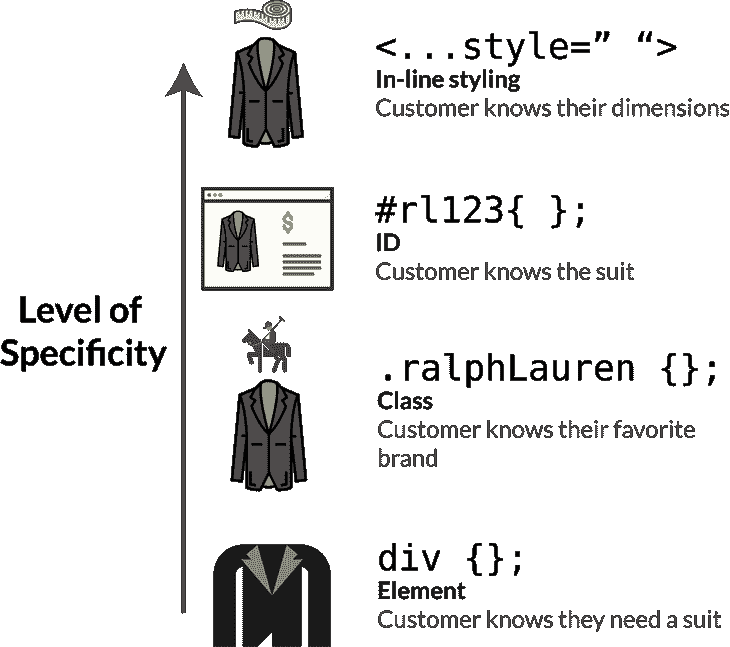 <...style=” “>
In-line styling
Customer knows their dimensions
$
#rl123{ };
ID
Customer knows the suit
Level of
Specificity
.ralphLauren {};
Class
Customer knows their favorite
brand
div {};
Element
Customer knows they need a suit